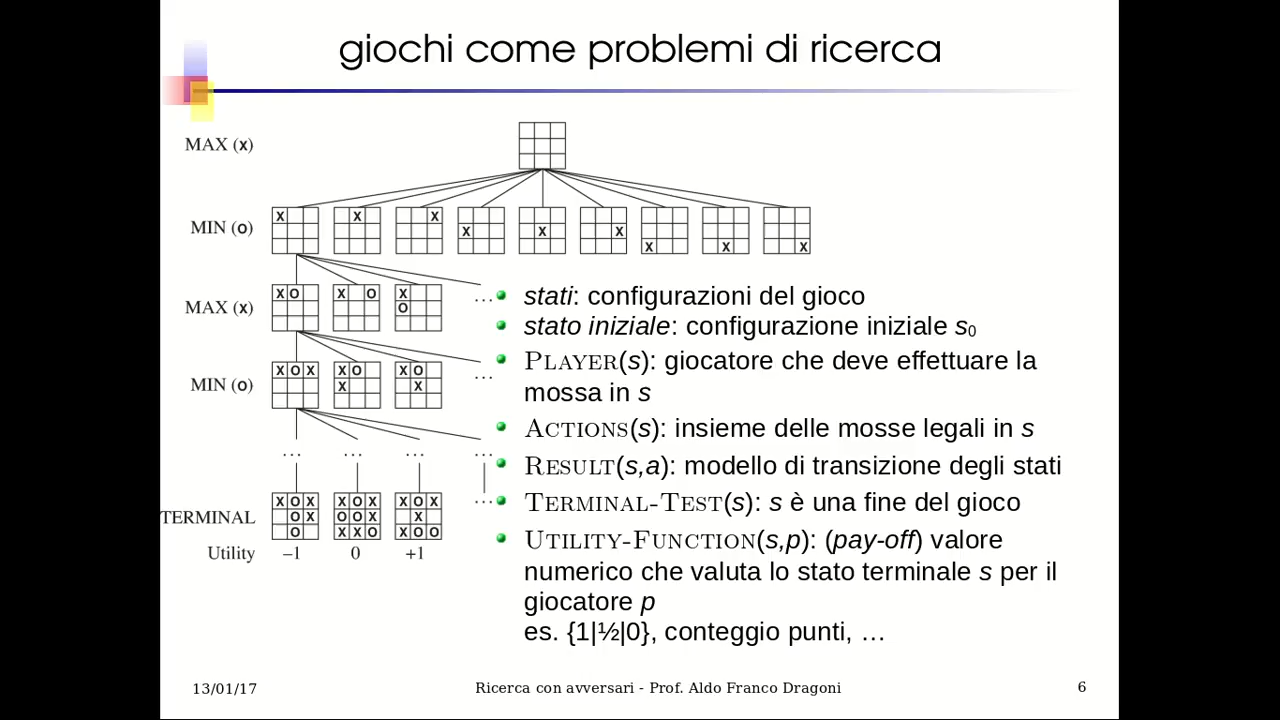 giochi come problemi di ricerca
MAX (x)
MIN (o)
X X X X X X X X X
MAX (x)
X O X O X
O
...
MIN (o)
X O X X O X O
X X
...
... ... ... ...
TERMINAL
X O X X O X X O X
O X O O X X
O X X O X O O
...
Utility –1 0 +1
stati: configurazioni del gioco
stato iniziale: configurazione iniziale s0
PLAYER(s): giocatore che deve effettuare la
mossa in s
ACTIONS(s): insieme delle mosse legali in s
RESULT(s,a): modello di transizione degli stati
TERMINAL-TEST(s): s è una fine del gioco
UTILITY-FUNCTION(s,p): (pay-off) valore
numerico che valuta lo stato terminale s per il
giocatore p
es. {1|½|0}, conteggio punti, …
13/01/17
Ricerca con avversari - Prof. Aldo Franco Dragoni
6